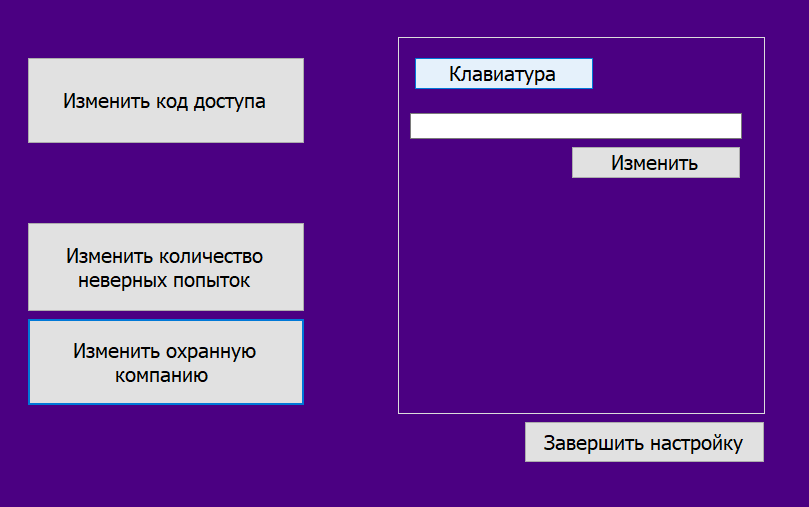 Изменить код доступа
Изменить количество
неверных попыток
Изменить охранную
компанию
Клавиатура
Изменить
Завершить настройку